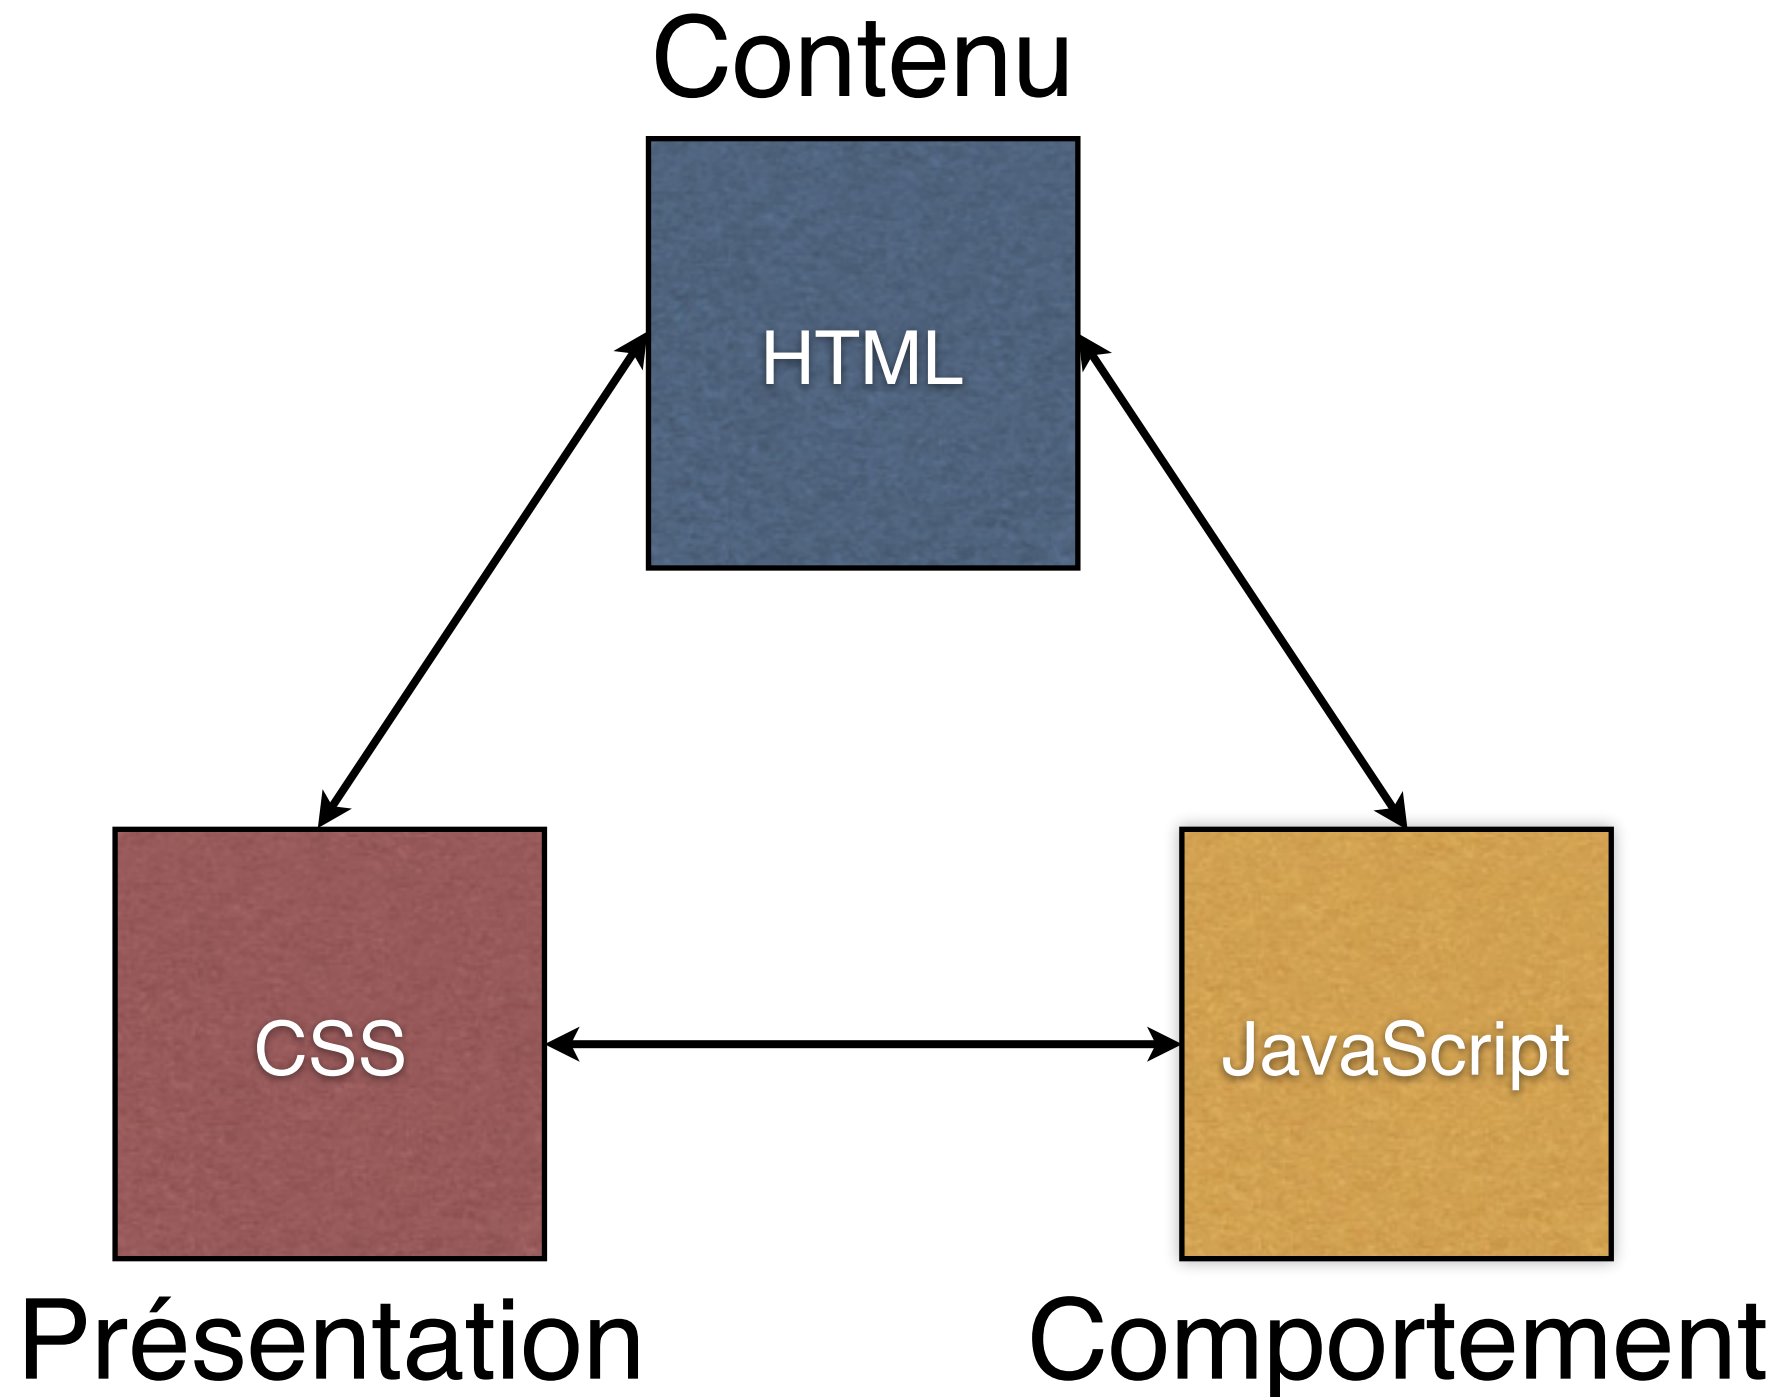 Contenu
HTML
CSS
JavaScript
Présentation
Comportement